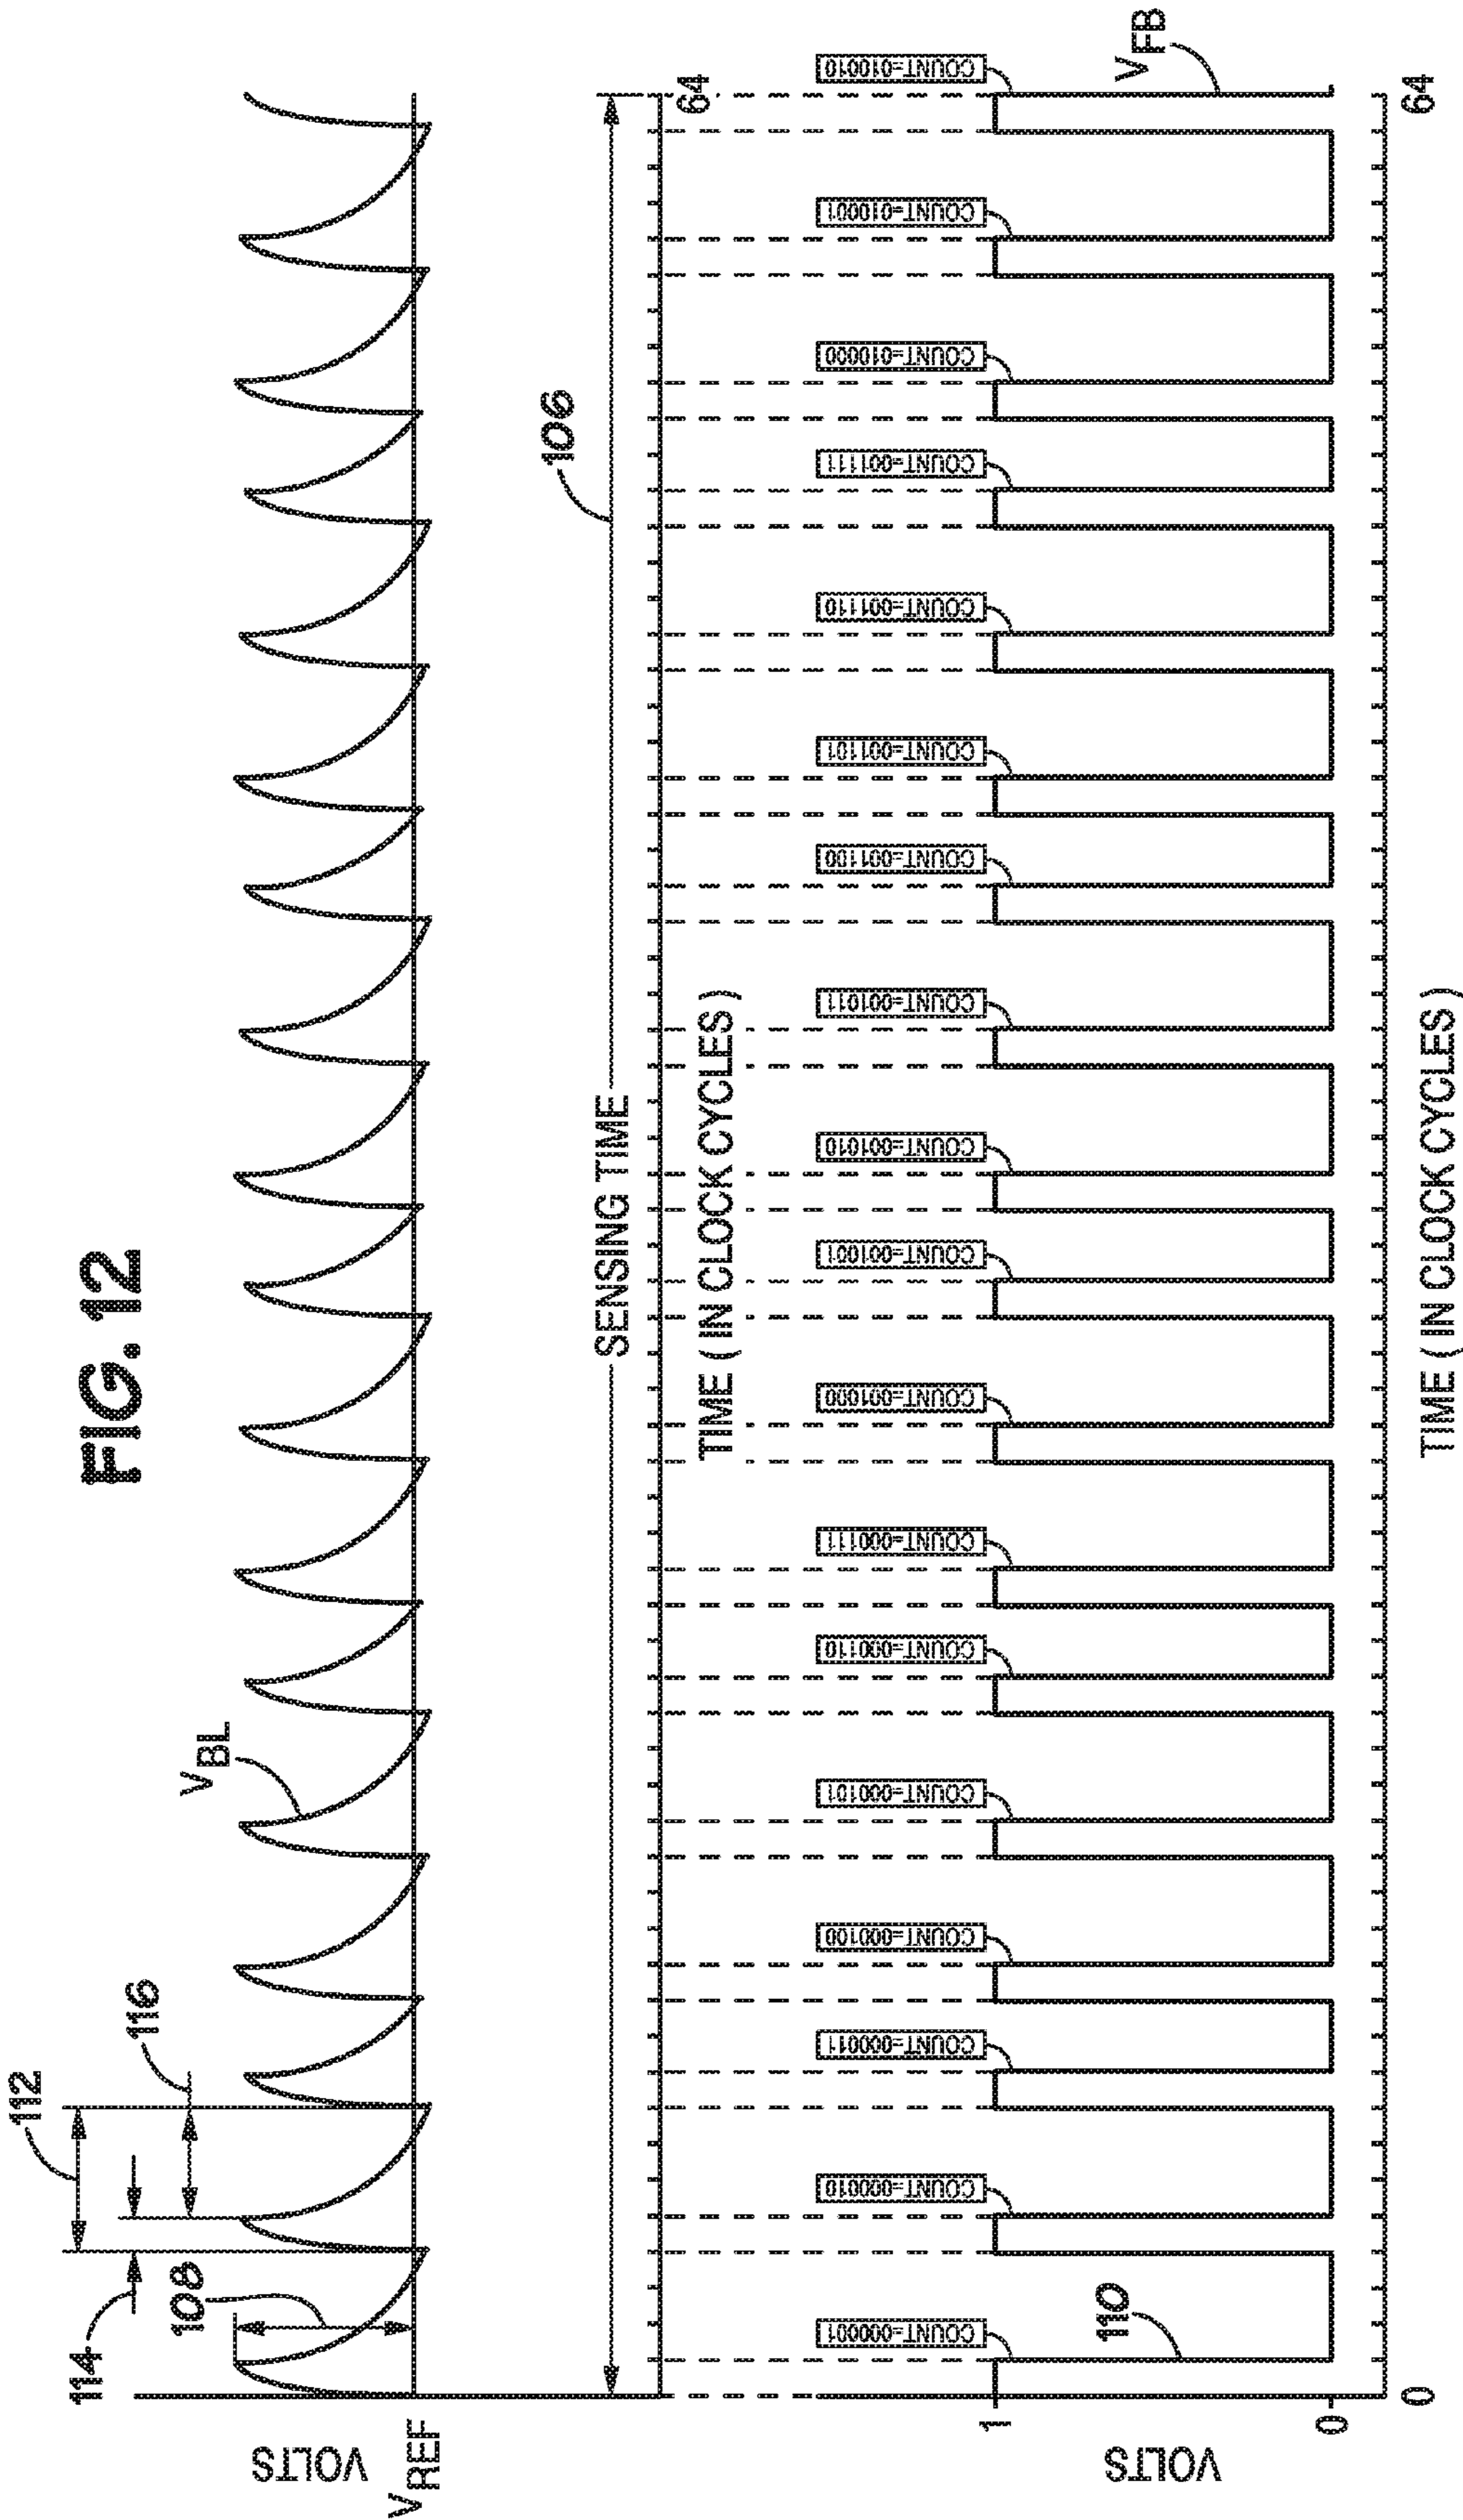 FIG. 12
112
116
114
108
VBL
VOLTS
VREF
SENSING TIME
106
64
TIME ( IN CLOCK CYCLES )
COUNT=000001
COUNT=000010
COUNT=000011
COUNT=000100
COUNT=000101
COUNT=000110
COUNT=000111
COUNT=001000
COUNT=001001
COUNT=001010
COUNT=001011
COUNT=001100
COUNT=001101
COUNT=001110
COUNT=001111
COUNT=010000
COUNT=010001
COUNT=010010
VOLTS
1
0
110
VFB
0
64
TIME ( IN CLOCK CYCLES )